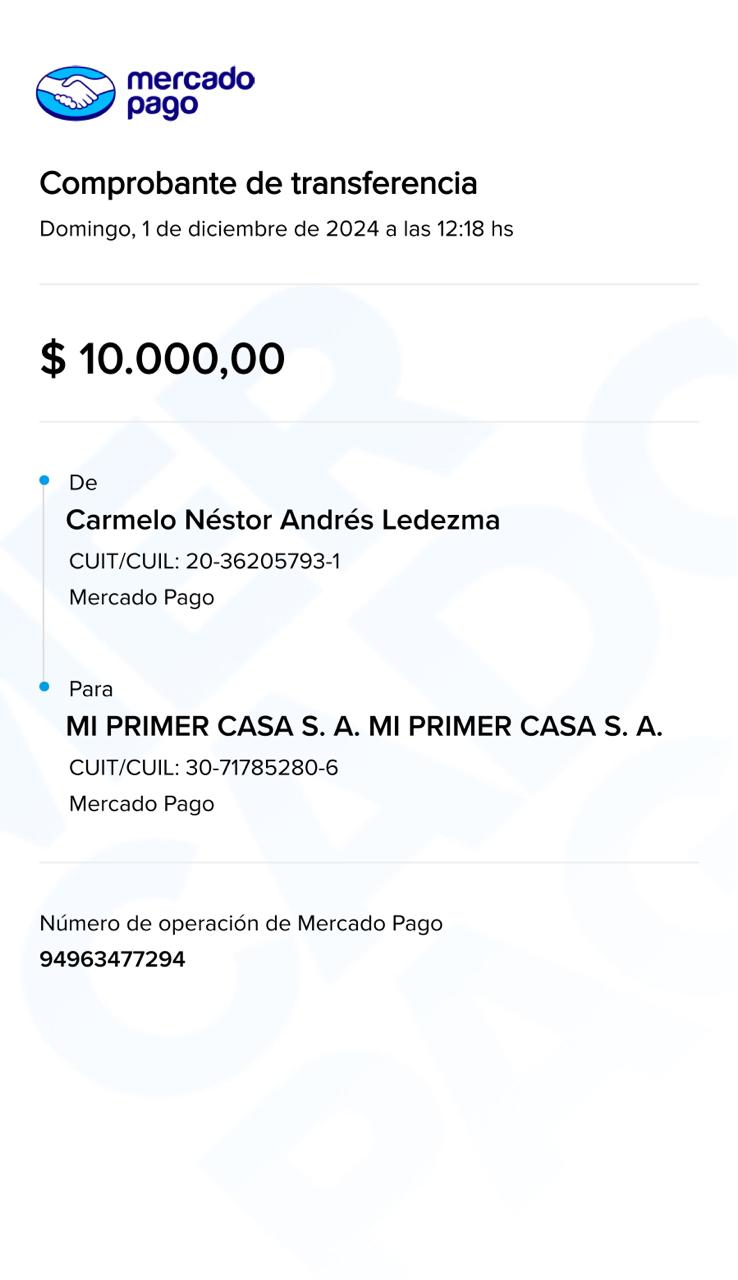 mercado
pago
Comprobante de transferencia
Domingo, 1 de diciembre de 2024 a las 12:18 hs
$ 10.000,00
De
Carmelo Néstor Andrés Ledezma
CUIT/CUIL: 20-36205793-1
Mercado Pago
Para
MI PRIMER CASA S. A. MI PRIMER CASA S. A.
CUIT/CUIL: 30-71785280-6
Mercado Pago
Número de operación de Mercado Pago
94963477294